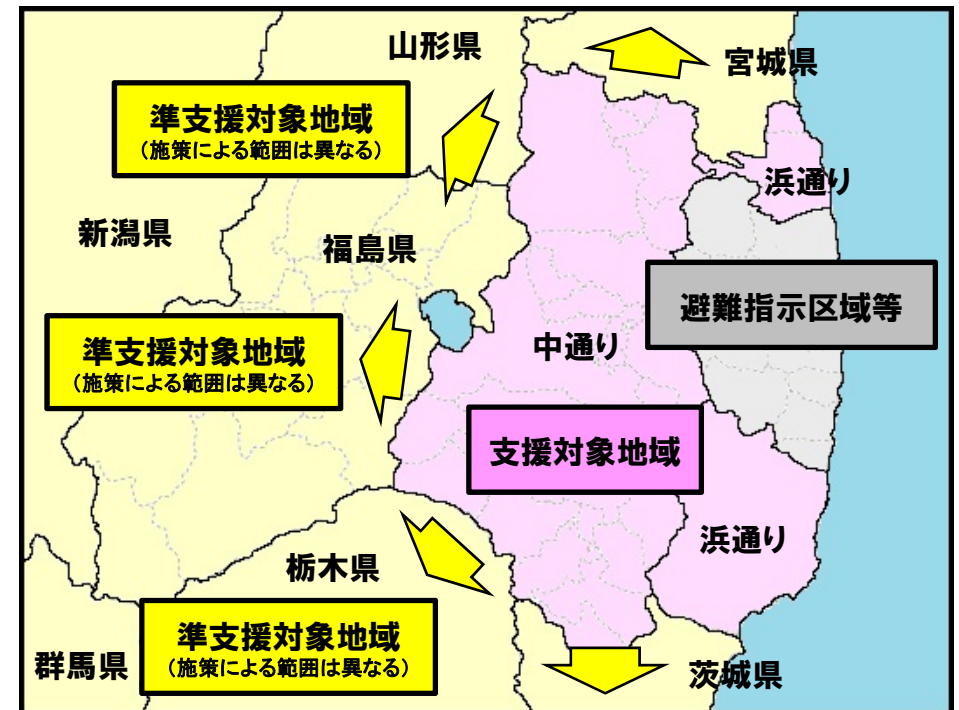 山形県
宮城県
準支援対象地域
(施策による範囲は異なる)
浜通り
新潟県
福島県
避難指示区域等
準支援対象地域
(施策による範囲は異なる)
中通り
支援対象地域
浜通り
栃木県
準支援対象地域
(施策による範囲は異なる)
群馬県
茨城県